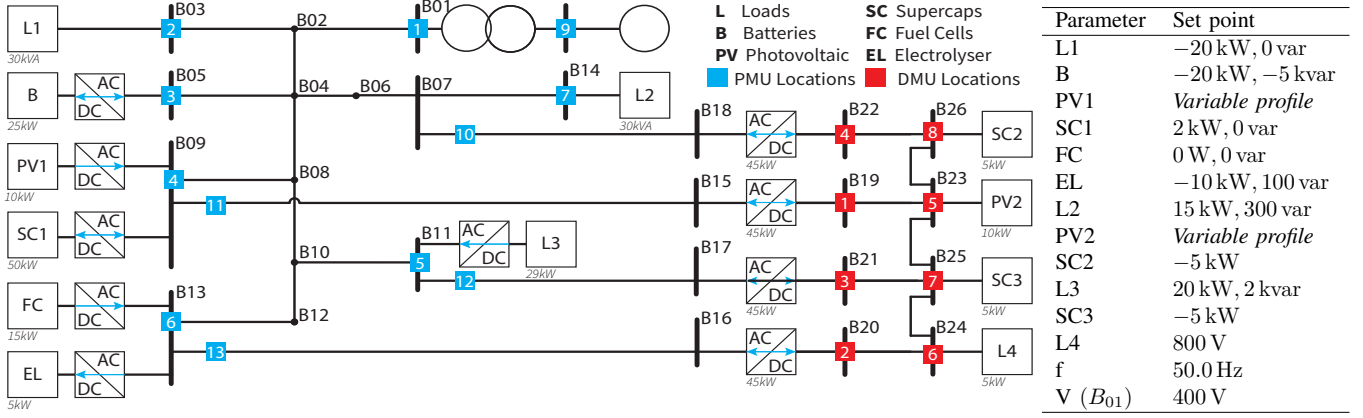 B03
B02
B01
L1
2
1
9
30kVA
L Loads
SC Supercaps
B Batteries
FC Fuel Cells
PV Photovoltaic
EL Electrolyser
PMU Locations
DMU Locations
B05
B04
B06
B07
B14
B
AC
DC
3
7
L2
25kW
30kVA
10
B18
AC
DC
45kW
B22
4
B26
8
SC2
5kW
PV1
AC
DC
10kW
B09
4
B08
11
B15
AC
DC
45kW
B19
1
B23
5
PV2
10kW
SC1
AC
DC
50kW
B10
B11
5
AC
DC
L3
29kW
12
B17
AC
DC
45kW
B21
3
B25
7
SC3
5kW
FC
AC
DC
15kW
B13
6
B12
13
B16
AC
DC
45kW
B20
2
B24
6
L4
5kW
EL
AC
DC
5kW
Parameter Set point
L1 −20 kW, 0 var
B −20 kW, −5 kvar
PV1 Variable profile
SC1 2 kW, 0 var
FC 0 W, 0 var
EL −10 kW, 100 var
L2 15 kW, 300 var
PV2 Variable profile
SC2 −5 kW
L3 20 kW, 2 kvar
SC3 −5 kW
L4 800 V
f 50.0 Hz
V (B01) 400 V